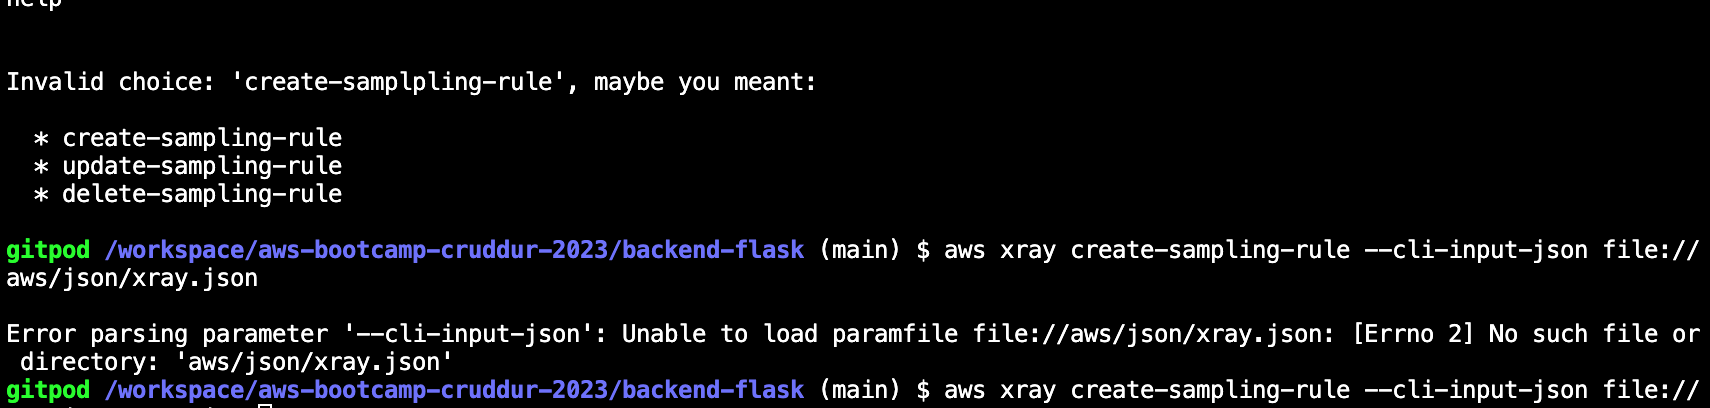 help
Invalid choice: 'create-samplpling-rule', maybe you meant:
* create-sampling-rule
* update-sampling-rule
* delete-sampling-rule
gitpod /workspace/aws-bootcamp-cruddur-2023/backend-flask (main) $ aws xray create-sampling-rule --cli-input-json file://
aws/json/xray.json
Error parsing parameter '--cli-input-json': Unable to load paramfile file://aws/json/xray.json: [Errno 2] No such file or
directory: 'aws/json/xray.json'
gitpod /workspace/aws-bootcamp-cruddur-2023/backend-flask (main) $ aws xray create-sampling-rule --cli-input-json file://